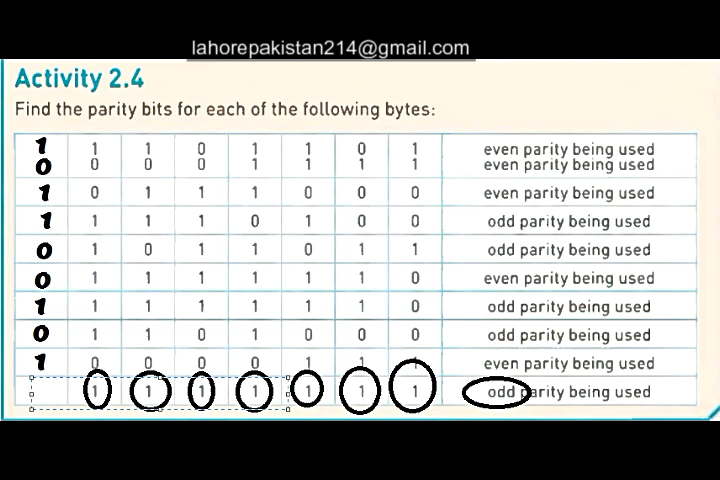 lahorepakistan214@gmail.com
Activity 2.4
Find the parity bits for each of the following bytes:
1 1 1 0 1 1 0 1 even parity being used
0 0 0 0 1 1 1 1 even parity being used
1 0 1 1 1 0 0 0 even parity being used
1 1 1 1 0 1 0 0 odd parity being used
0 1 0 1 1 0 1 1 odd parity being used
0 1 1 1 1 1 1 0 even parity being used
1 1 1 1 1 1 1 0 odd parity being used
0 1 1 0 1 0 0 0 odd parity being used
1 0 0 0 0 1 1 1 even parity being used
1 1 1 1 1 1 1 odd parity being used